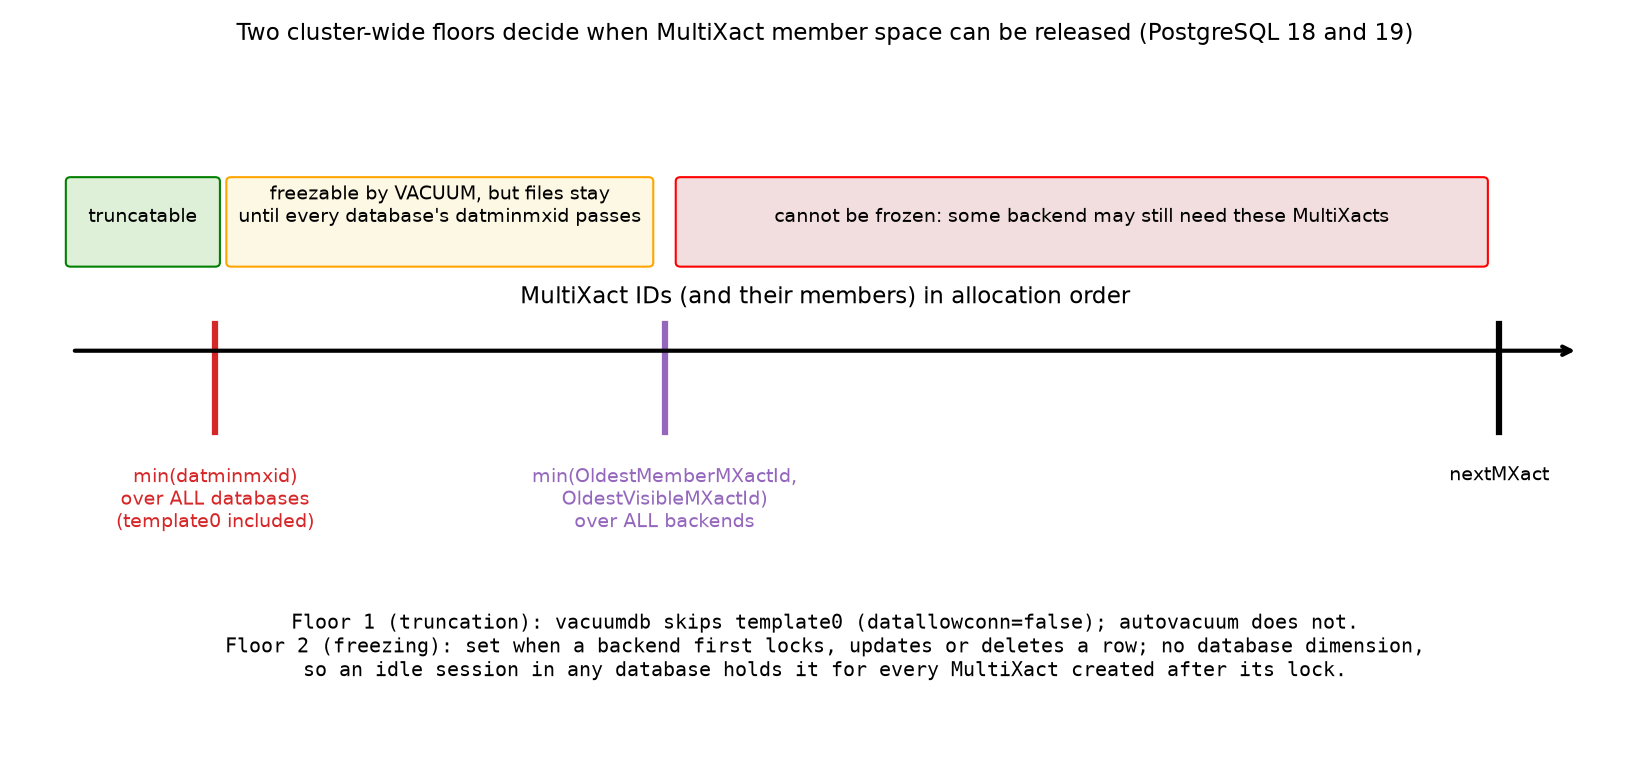 Two cluster-wide floors decide when MultiXact member space can be released (PostgreSQL 18 and 19)
truncatable
freezable by VACUUM, but files stay
until every database's datminmxid passes
cannot be frozen: some backend may still need these MultiXacts
MultiXact IDs (and their members) in allocation order
min(datminmxid)
over ALL databases
(template0 included)
min(OldestMemberMXactId,
OldestVisibleMXactId)
over ALL backends
nextMXact
Floor 1 (truncation): vacuumdb skips template0 (datallowconn=false); autovacuum does not.
Floor 2 (freezing): set when a backend first locks, updates or deletes a row; no database dimension,
so an idle session in any database holds it for every MultiXact created after its lock.